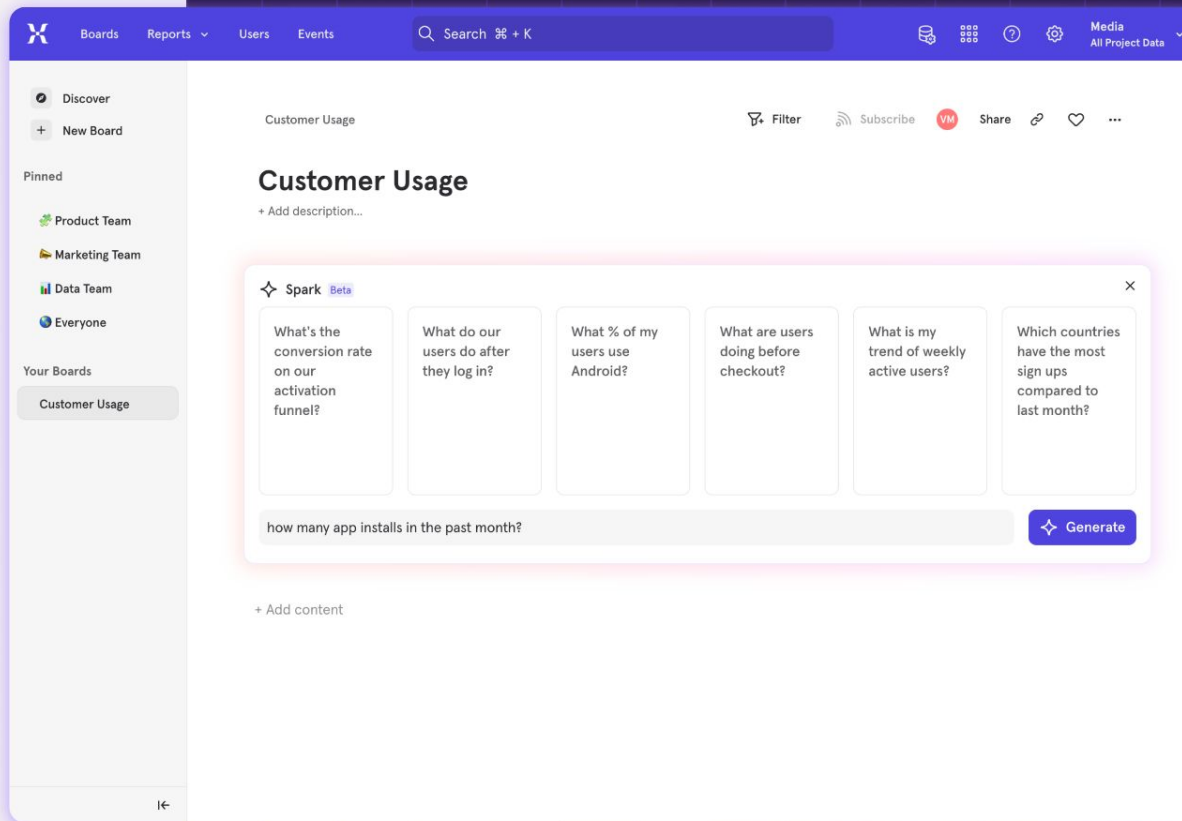 Boards
Reports
Users
Events
Search ⌘ + K
Media
All Project Data
Discover
New Board
Pinned
Product Team
Marketing Team
Data Team
Everyone
Your Boards
Customer Usage
Customer Usage
Filter
Subscribe
VM
Share
Customer Usage
+ Add description...
Spark Beta
What's the
conversion rate
on our
activation
funnel?
What do our
users do after
they log in?
What % of my
users use
Android?
What are users
doing before
checkout?
What is my
trend of weekly
active users?
Which countries
have the most
sign ups
compared to
last month?
how many app installs in the past month?
Generate
+ Add content